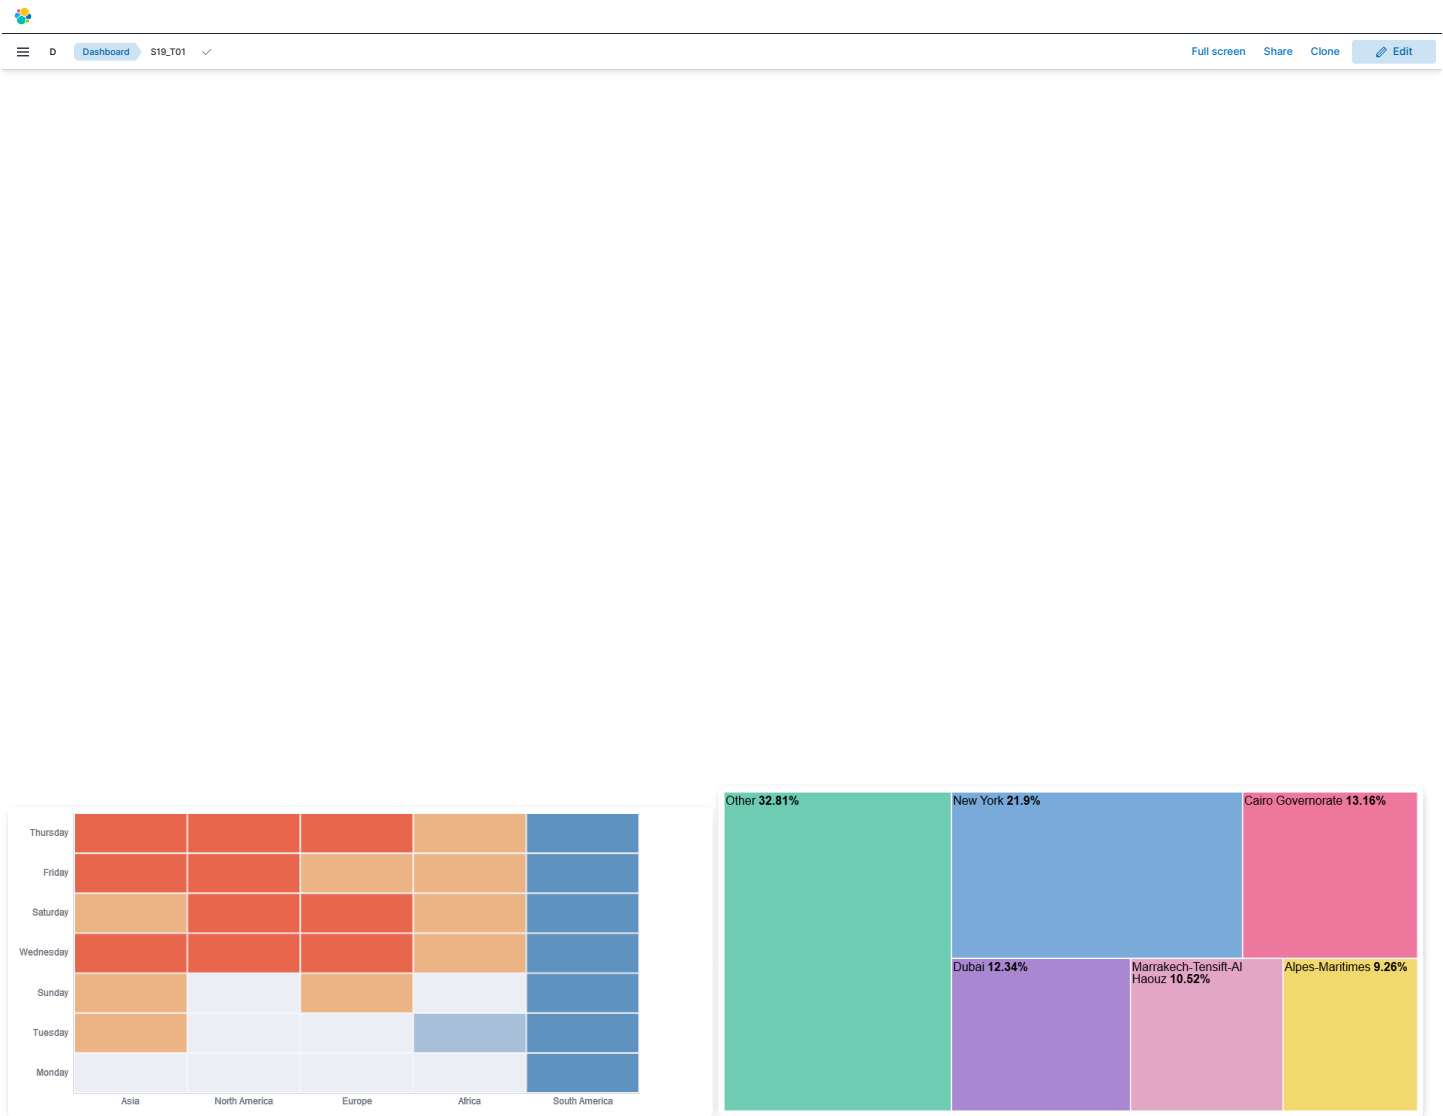 D
Dashboard
S19_T01
Full screen
Share
Clone
Edit
Thursday
Friday
Saturday
Wednesday
Sunday
Tuesday
Monday
Asia
North America
Europe
Africa
South America
Other 32.81%
New York 21.9%
Cairo Governorate 13.16%
Dubai 12.34%
Marrakech-Tensift-Al
Haouz 10.52%
Alpes-Maritimes 9.26%